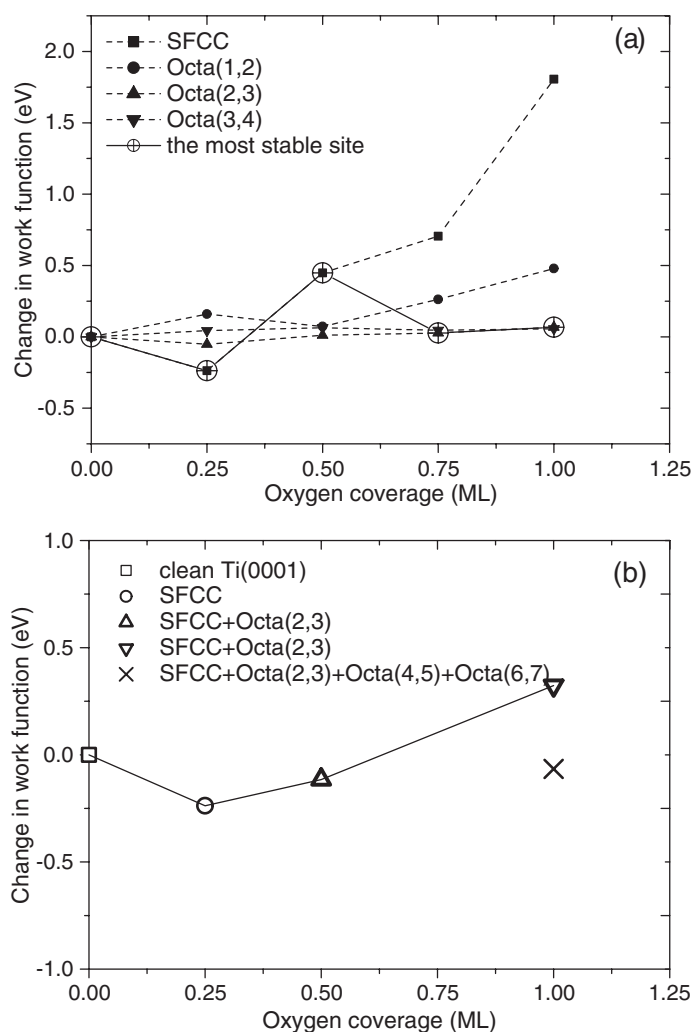 (a)
SFCC
Octa(1,2)
Octa(2,3)
Octa(3,4)
the most stable site
Change in work function (eV)
2.0
1.5
1.0
0.5
0.0
-0.5
0.00 0.25 0.50 0.75 1.00 1.25
Oxygen coverage (ML)
(b)
clean Ti(0001)
SFCC
SFCC+Octa(2,3)
SFCC+Octa(2,3)
SFCC+Octa(2,3)+Octa(4,5)+Octa(6,7)
Change in work function (eV)
1.0
0.5
0.0
-0.5
-1.0
0.00 0.25 0.50 0.75 1.00 1.25
Oxygen coverage (ML)